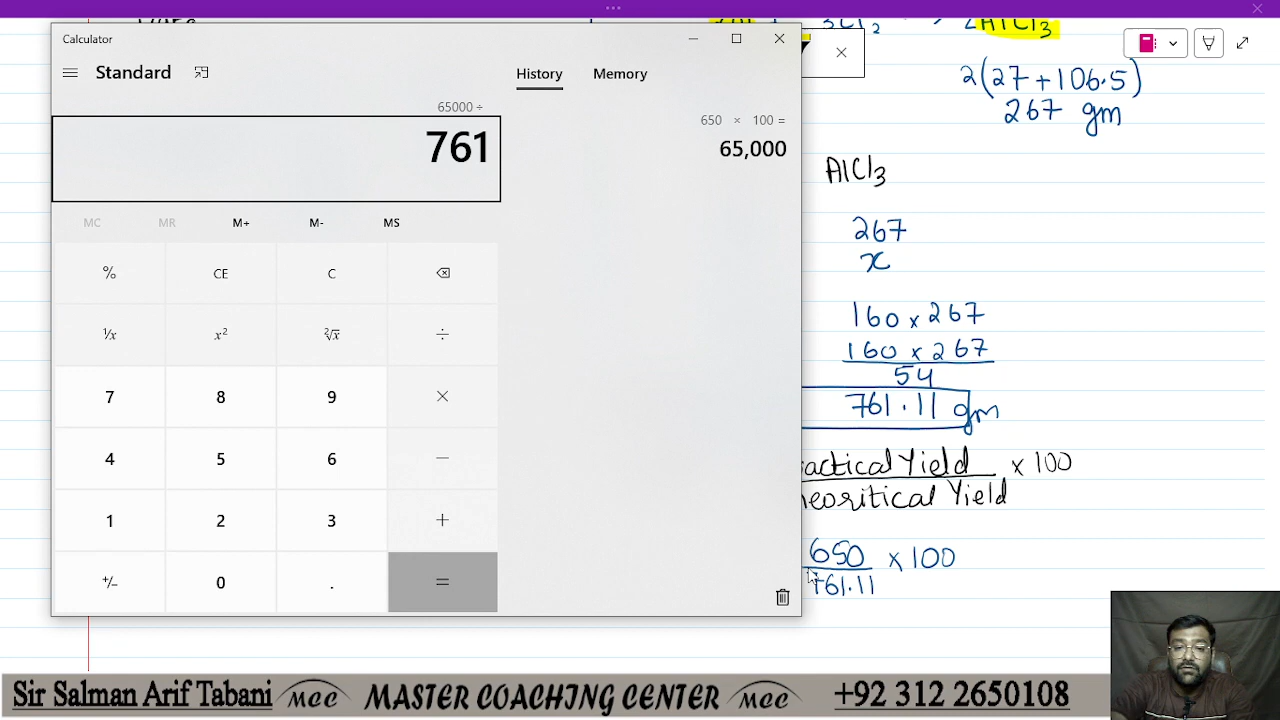 3Cl2 → 2AlCl3
Calculator
2(27+106.5)
Standard
History
Memory
267 gm
65000 ÷
761
650 × 100 =
65,000
AlCl3
MC
MR
M+
M-
MS
267
x
% CE C
1/x x2 2√x ÷
160 x 267
160 x 267
54
7 8 9 ×
761.11 gm
4 5 6 −
actical Yield x 100
heoritical Yield
1 2 3 +
650 x 100
761.11
+/- 0 . =
Sir Salman Arif Tabani
MCC
MASTER COACHING CENTER
MCC
+92 312 2650108